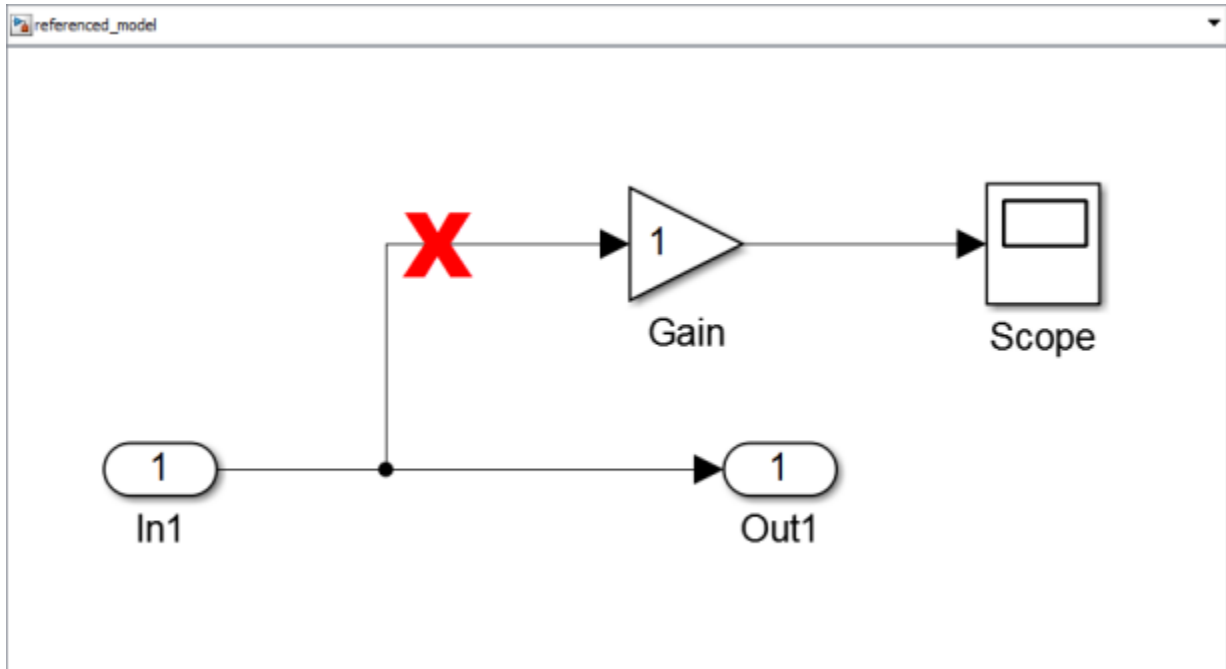 referenced_model
1
Gain
Scope
1
In1
1
Out1